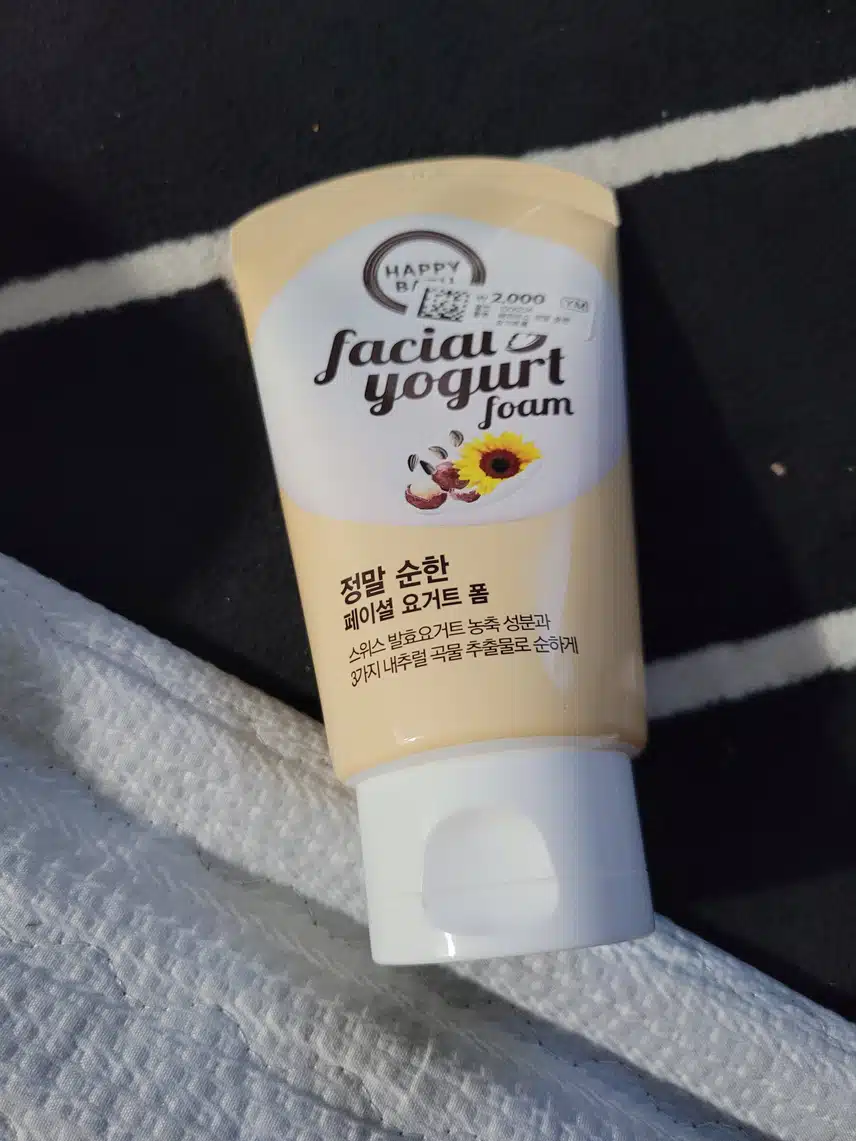 HAPPY
₩ 2,000 YM
facial
yogurt
foam
정말 순한
페이셜 요거트 폼
스위스 발효요거트 농축 성분과
3가지 내추럴 곡물 추출물로 순하게